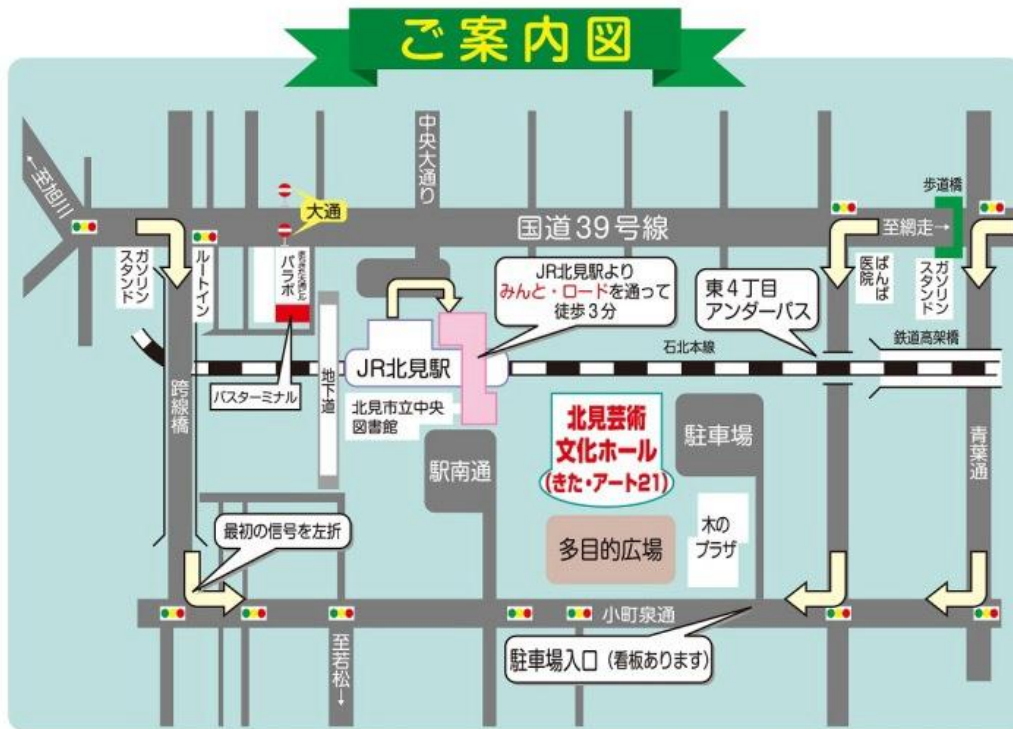 ご案内図
←至旭川
中央大通り
歩道橋
大通
国道39号線
至網走→
ガソリン
スタンド
ルートイン
パラボ
JR北見駅より
みんと・ロードを通って
徒歩3分
東4丁目
アンダーパス
ばんば
医院
ガソリン
スタンド
鉄道高架橋
石北本線
JR北見駅
バスターミナル
地下道
跨線橋
北見市立中央
図書館
北見芸術
文化ホール
(きた・アート21)
駐車場
青葉通
駅南通
木の
プラザ
多目的広場
最初の信号を左折
小町泉通
駐車場入口（看板あります）
至若松→